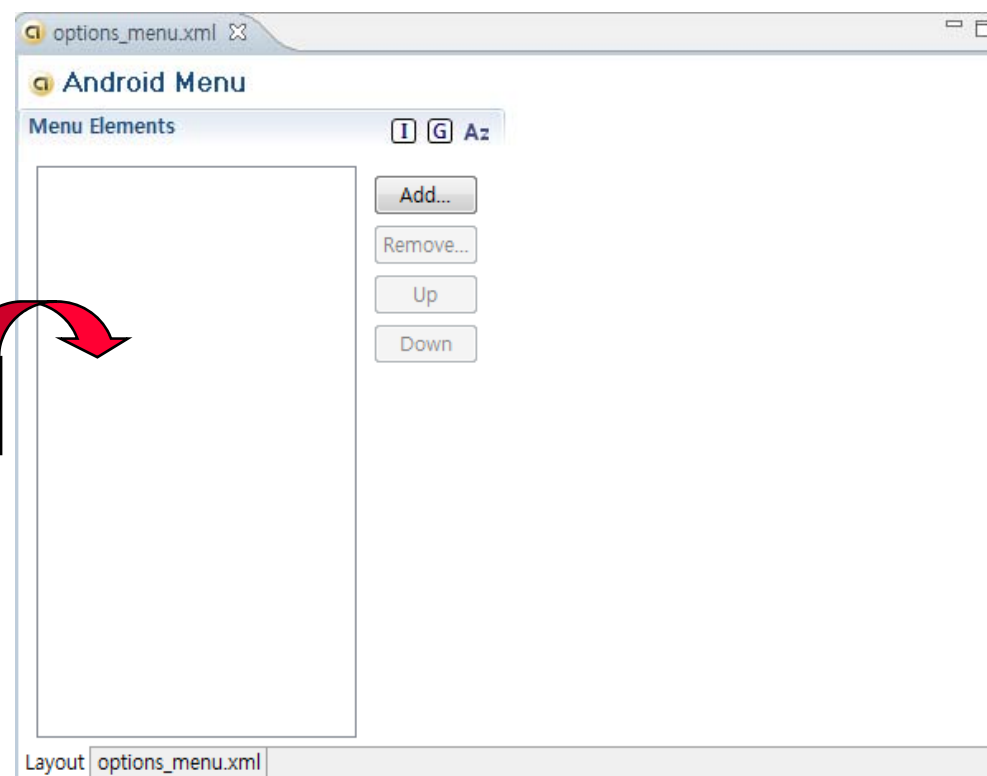 options_menu.xml
Android Menu
Menu Elements
I G Az
Add...
Remove...
Up
Down
Layout options_menu.xml